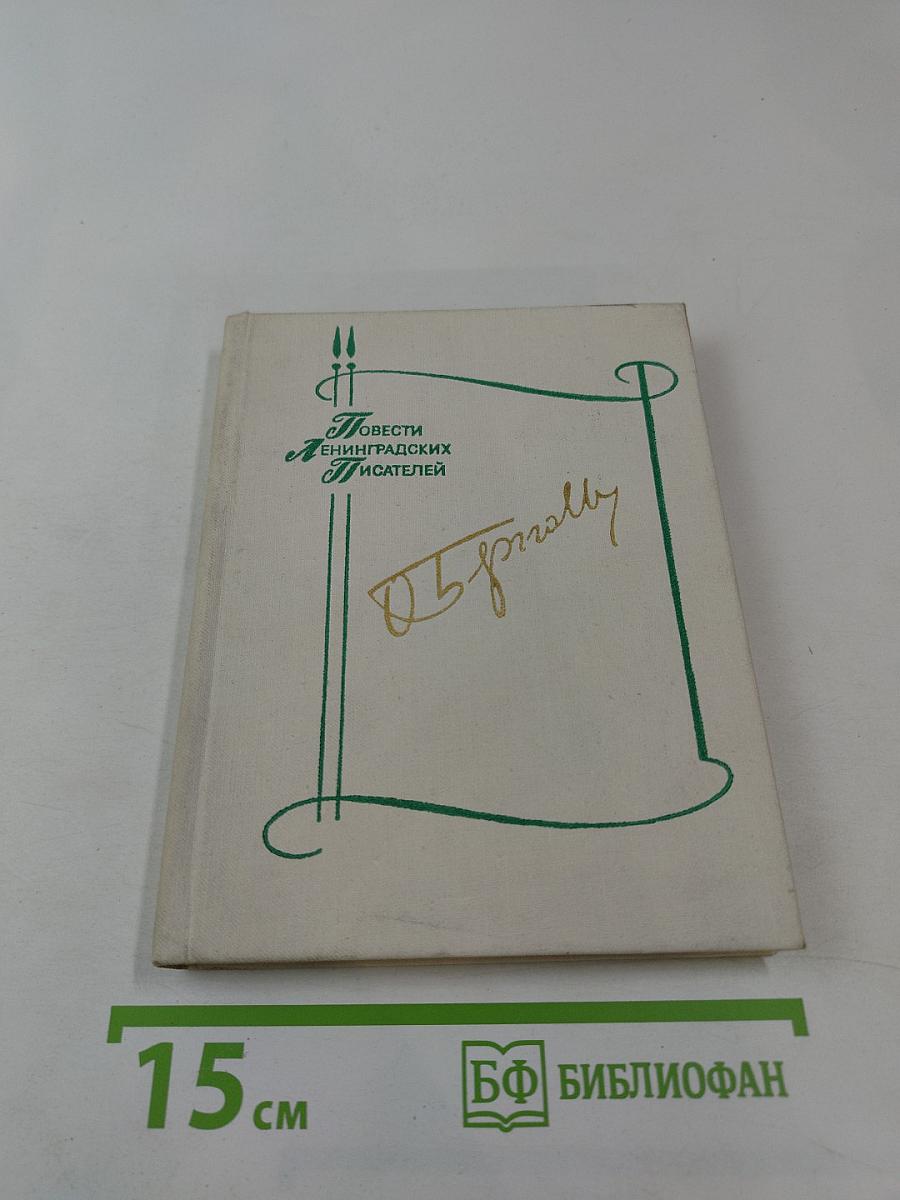 Повести
Ленинградских
Писателей
15 см
БФ БИБЛИОФАН